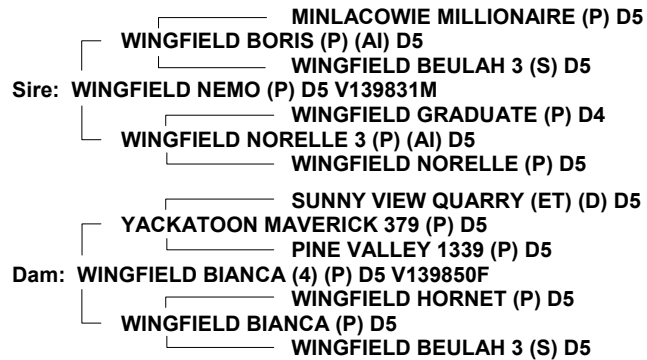 MINLACOWIE MILLIONAIRE (P) D5
WINGFIELD BORIS (P) (AI) D5
WINGFIELD BEULAH 3 (S) D5
Sire: WINGFIELD NEMO (P) D5 V139831M
WINGFIELD GRADUATE (P) D4
WINGFIELD NORELLE 3 (P) (AI) D5
WINGFIELD NORELLE (P) D5
SUNNY VIEW QUARRY (ET) (D) D5
YACKATOON MAVERICK 379 (P) D5
PINE VALLEY 1339 (P) D5
Dam: WINGFIELD BIANCA (4) (P) D5 V139850F
WINGFIELD HORNET (P) D5
WINGFIELD BIANCA (P) D5
WINGFIELD BEULAH 3 (S) D5